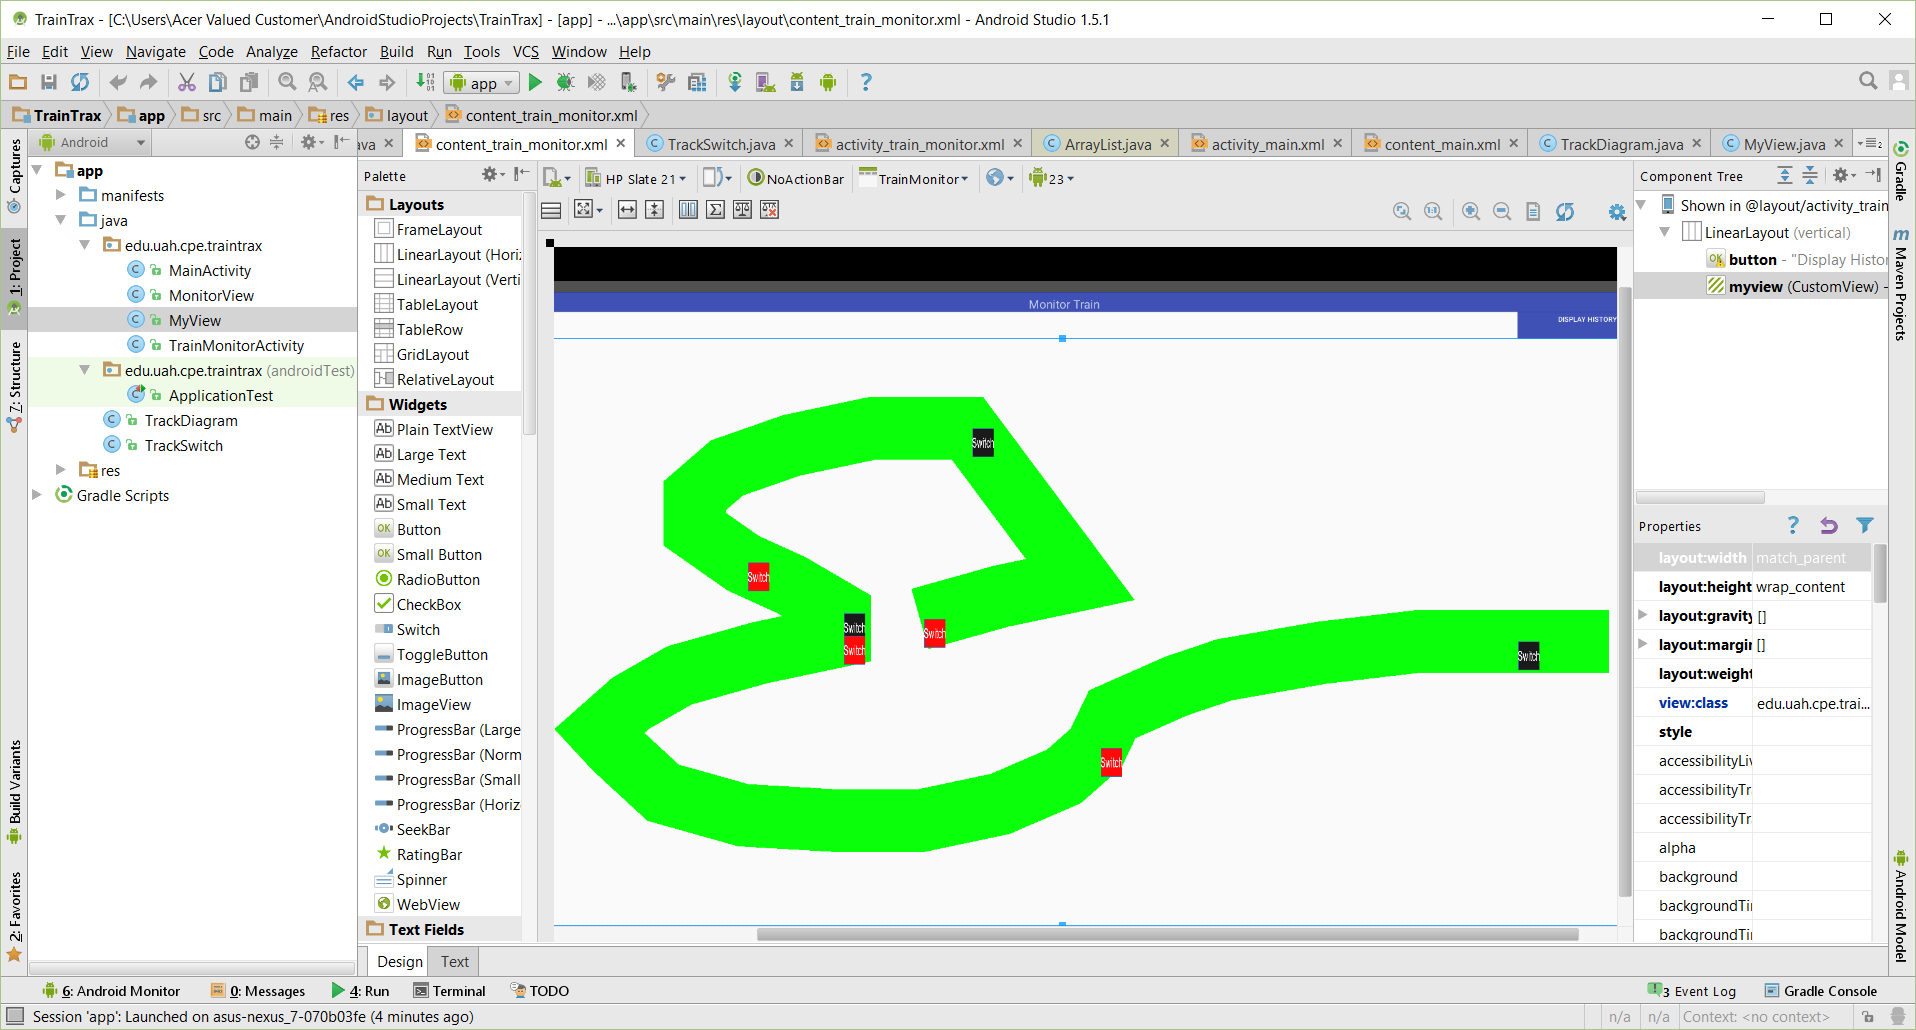 TrainTrax - [C:\Users\Acer Valued Customer\AndroidStudioProjects\TrainTrax] - [app] - ...\app\src\main\res\layout\content_train_monitor.xml - Android Studio 1.5.1
File Edit View Navigate Code Analyze Refactor Build Run Tools VCS Window Help
app
TrainTrax app src main res layout content_train_monitor.xml
Android
ava content_train_monitor.xml TrackSwitch.java activity_train_monitor.xml ArrayList.java activity_main.xml content_main.xml TrackDiagram.java MyView.java
Captures
1: Project
7: Structure
Build Variants
2: Favorites
app
manifests
java
edu.uah.cpe.traintrax
MainActivity
MonitorView
MyView
TrainMonitorActivity
edu.uah.cpe.traintrax (androidTest)
ApplicationTest
TrackDiagram
TrackSwitch
res
Gradle Scripts
Palette
Layouts
FrameLayout
LinearLayout (Hori
LinearLayout (Verti
TableLayout
TableRow
GridLayout
RelativeLayout
Widgets
Plain TextView
Large Text
Medium Text
Small Text
Button
Small Button
RadioButton
CheckBox
Switch
ToggleButton
ImageButton
ImageView
ProgressBar (Large
ProgressBar (Norm
ProgressBar (Small
ProgressBar (Horiz
SeekBar
RatingBar
Spinner
WebView
Text Fields
HP Slate 21 NoActionBar TrainMonitor 23
Monitor Train
DISPLAY HISTORY
Switch
Switch
Switch
Switch
Switch
Switch
Switch
Design Text
Component Tree
Shown in @layout/activity_train
LinearLayout (vertical)
button - "Display Histo
myview (CustomView) -
Properties
layout:width match_parent
layout:height wrap_content
layout:gravity []
layout:margin []
layout:weight
view:class edu.uah.cpe.trai...
style
accessibilityLiv
accessibilityTr
accessibilityTr
alpha
background
backgroundTi
backgroundTi
Gradle
Maven Projects
Android Model
6: Android Monitor 0: Messages 4: Run Terminal TODO 3 Event Log Gradle Console
Session 'app': Launched on asus-nexus_7-070b03fe (4 minutes ago) n/a n/a Context: <no context>